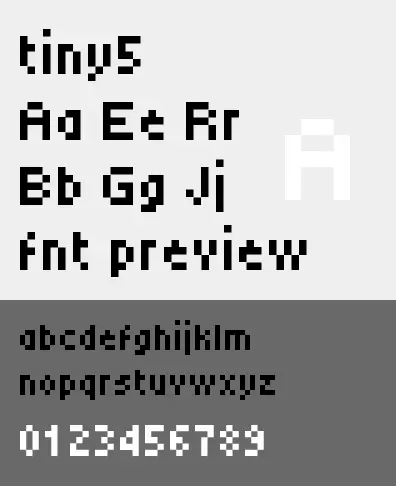 tiny5
Aa Ee Rr
A
Bb Gg Jj
fnt preview
abcdefghijklm
nopqrstuvwxyz
0123456789